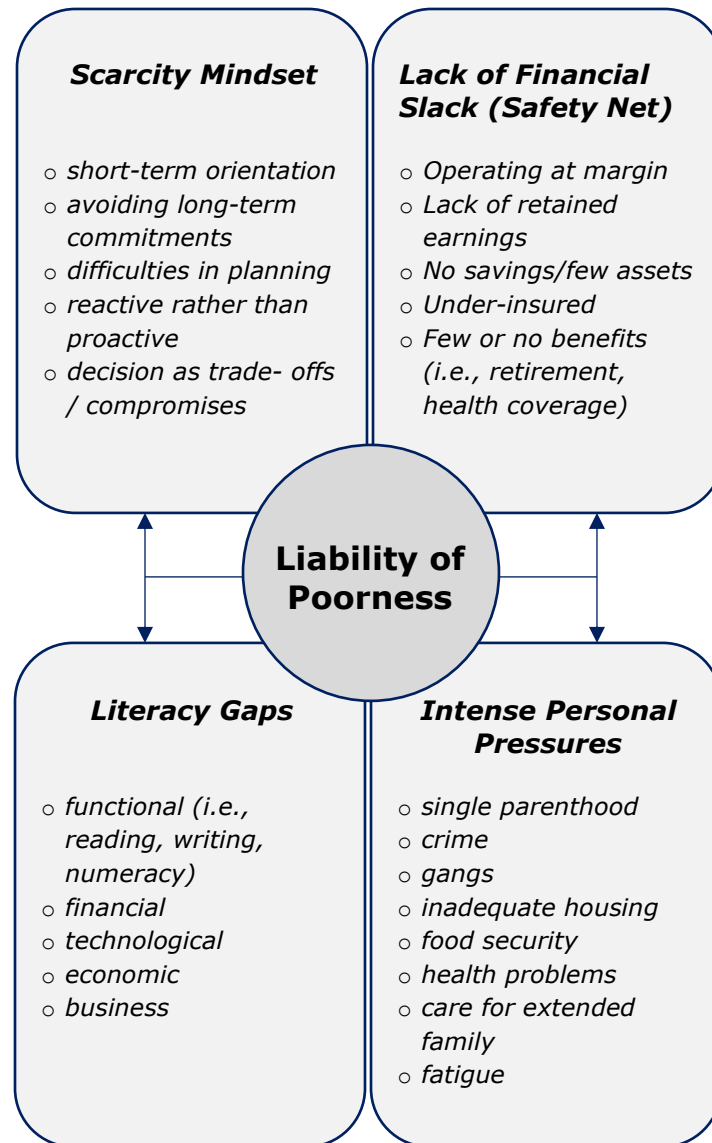 Scarcity Mindset
○ short-term orientation
○ avoiding long-term
commitments
○ difficulties in planning
○ reactive rather than
proactive
○ decision as trade- offs
/ compromises
Lack of Financial
Slack (Safety Net)
○ Operating at margin
○ Lack of retained
earnings
○ No savings/few assets
○ Under-insured
○ Few or no benefits
(i.e., retirement,
health coverage)
Liability of
Poorness
Literacy Gaps
○ functional (i.e.,
reading, writing,
numeracy)
○ financial
○ technological
○ economic
○ business
Intense Personal
Pressures
○ single parenthood
○ crime
○ gangs
○ inadequate housing
○ food security
○ health problems
○ care for extended
family
○ fatigue